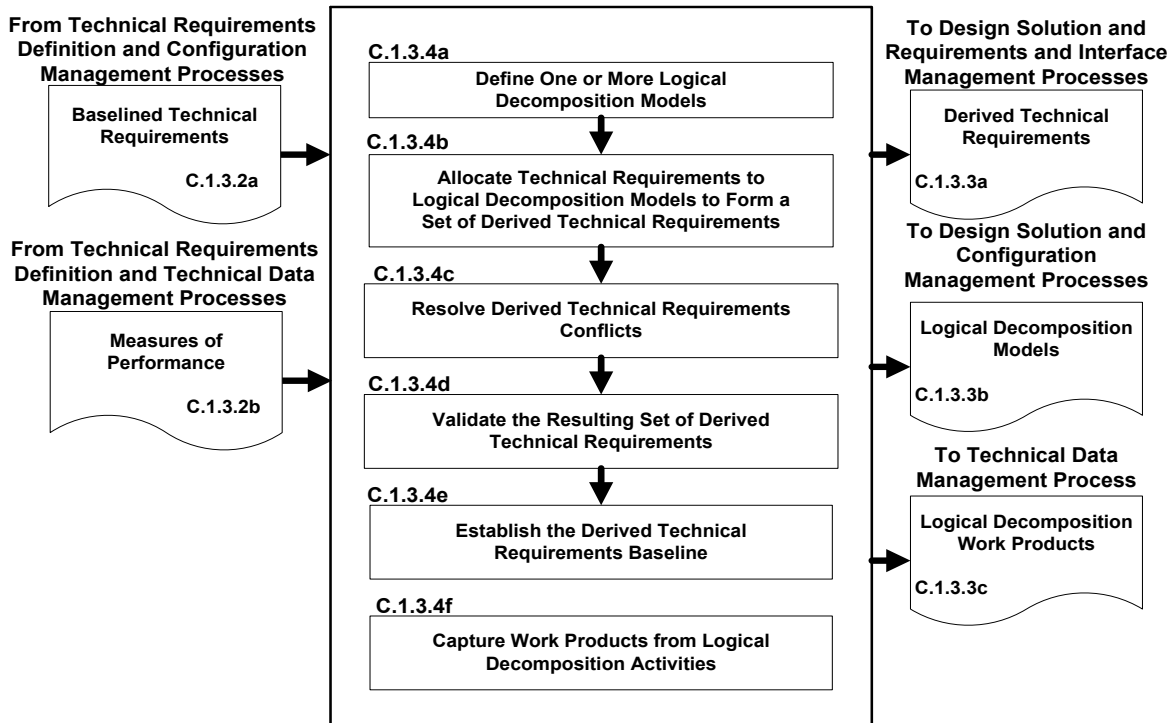 From Technical Requirements
Definition and Configuration
Management Processes
Baselined Technical
Requirements
C.1.3.2a
From Technical Requirements
Definition and Technical Data
Management Processes
Measures of
Performance
C.1.3.2b
C.1.3.4a
Define One or More Logical
Decomposition Models
C.1.3.4b
Allocate Technical Requirements to
Logical Decomposition Models to Form a
Set of Derived Technical Requirements
C.1.3.4c
Resolve Derived Technical Requirements
Conflicts
C.1.3.4d
Validate the Resulting Set of Derived
Technical Requirements
C.1.3.4e
Establish the Derived Technical
Requirements Baseline
C.1.3.4f
Capture Work Products from Logical
Decomposition Activities
To Design Solution and
Requirements and Interface
Management Processes
Derived Technical
Requirements
C.1.3.3a
To Design Solution and
Configuration
Management Processes
Logical Decomposition
Models
C.1.3.3b
To Technical Data
Management Process
Logical Decomposition
Work Products
C.1.3.3c